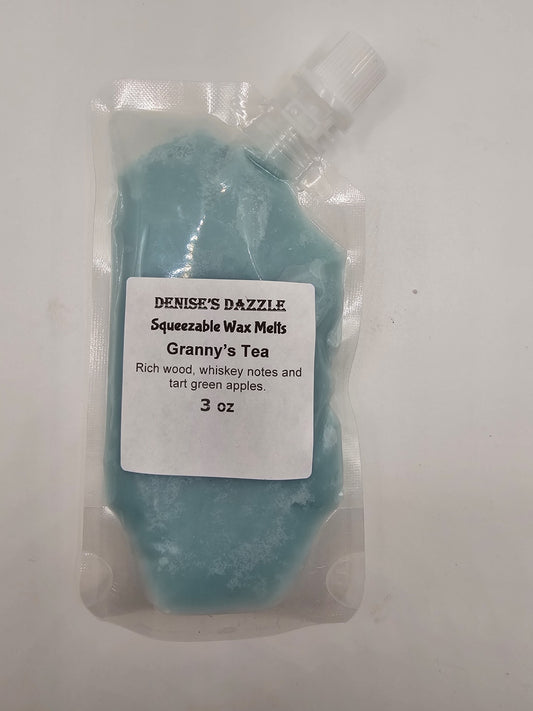 DENISE'S DAZZLE
Squeezable Wax Melts
Granny's Tea
Rich wood, whiskey notes and
tart green apples.
3 oz